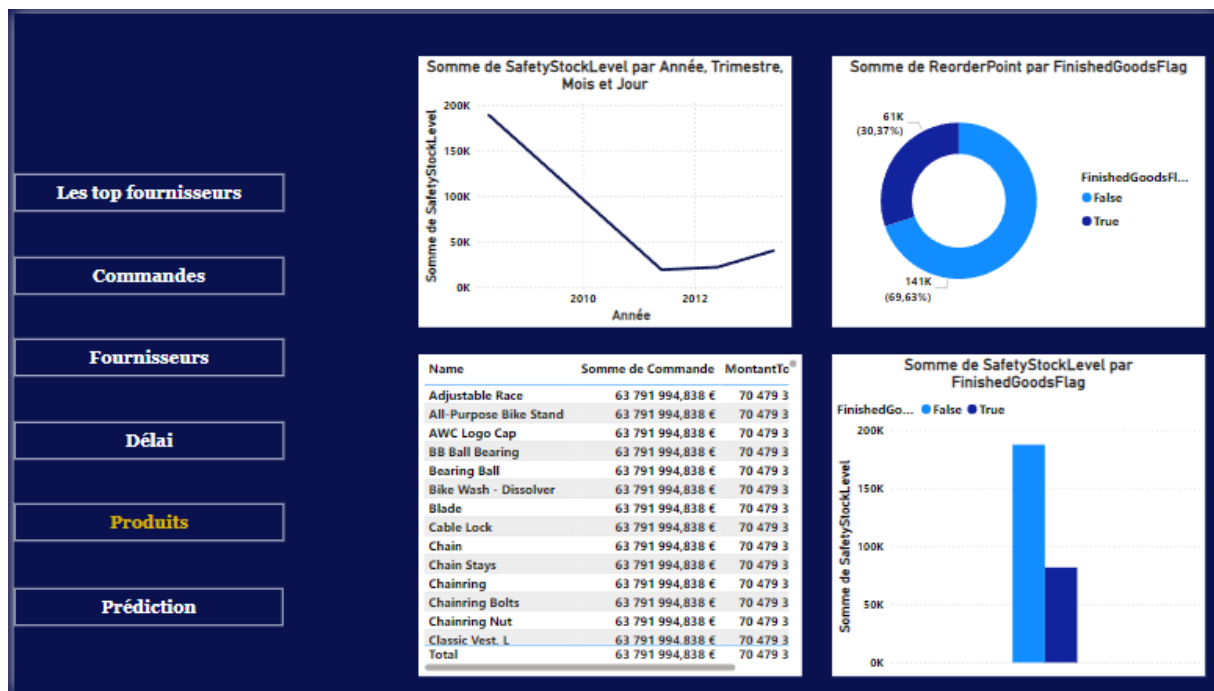 Les top fournisseurs
Commandes
Fournisseurs
Délai
Produits
Prédiction
Somme de SafetyStockLevel par Année, Trimestre,
Mois et Jour
Somme de SafetyStockLevel
200K
150K
100K
50K
0K
2010 2012
Année
Somme de ReorderPoint par FinishedGoodsFlag
61K
(30,37%)
141K
(69,63%)
FinishedGoodsFl...
False
True
Name Somme de Commande MontantTo
Adjustable Race 63 791 994,838 € 70 479 3
All-Purpose Bike Stand 63 791 994,838 € 70 479 3
AWC Logo Cap 63 791 994,838 € 70 479 3
BB Ball Bearing 63 791 994,838 € 70 479 3
Bearing Ball 63 791 994,838 € 70 479 3
Bike Wash - Dissolver 63 791 994,838 € 70 479 3
Blade 63 791 994,838 € 70 479 3
Cable Lock 63 791 994,838 € 70 479 3
Chain 63 791 994,838 € 70 479 3
Chain Stays 63 791 994,838 € 70 479 3
Chainring 63 791 994,838 € 70 479 3
Chainring Bolts 63 791 994,838 € 70 479 3
Chainring Nut 63 791 994,838 € 70 479 3
Classic Vest. L 63 791 994,838 € 70 479 3
Total 63 791 994,838 € 70 479 3
Somme de SafetyStockLevel par
FinishedGoodsFlag
FinishedGo... False True
Somme de SafetyStockLevel
200K
150K
100K
50K
0K